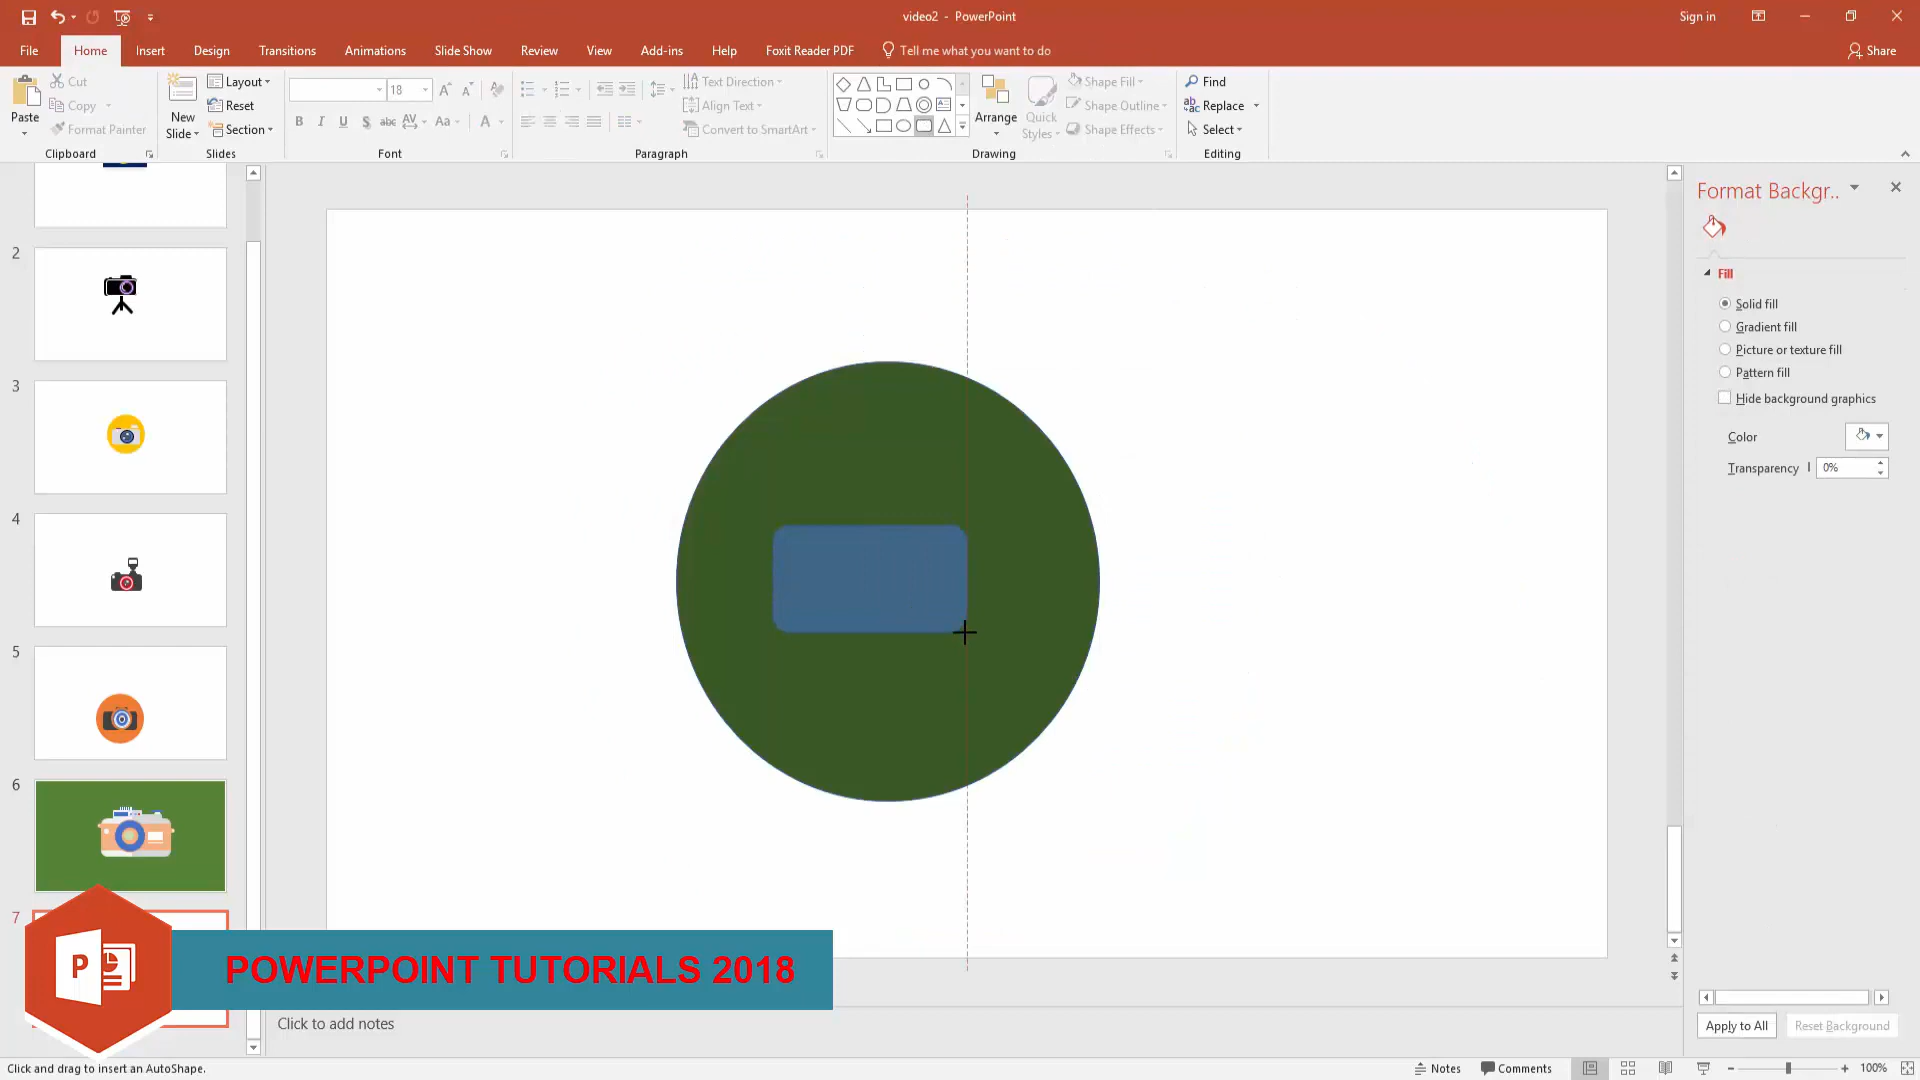 video2 - PowerPoint
Sign in
File Home Insert Design Transitions Animations Slide Show Review View Add-ins Help Foxit Reader PDF Tell me what you want to do Share
Paste
Cut
Copy
Format Painter
Clipboard
New Slide
Layout
Reset
Section
Slides
18
B I U S abc AV Aa A
Font
Text Direction
Align Text
Convert to SmartArt
Paragraph
Arrange
Quick Styles
Shape Fill
Shape Outline
Shape Effects
Drawing
Find
Replace
Select
Editing
2
3
4
5
6
7
Format Backgr..
Fill
Solid fill
Gradient fill
Picture or texture fill
Pattern fill
Hide background graphics
Color
Transparency 0%
Apply to All
Reset Background
P
POWERPOINT TUTORIALS 2018
Click to add notes
Click and drag to insert an AutoShape.
Notes
Comments
100%